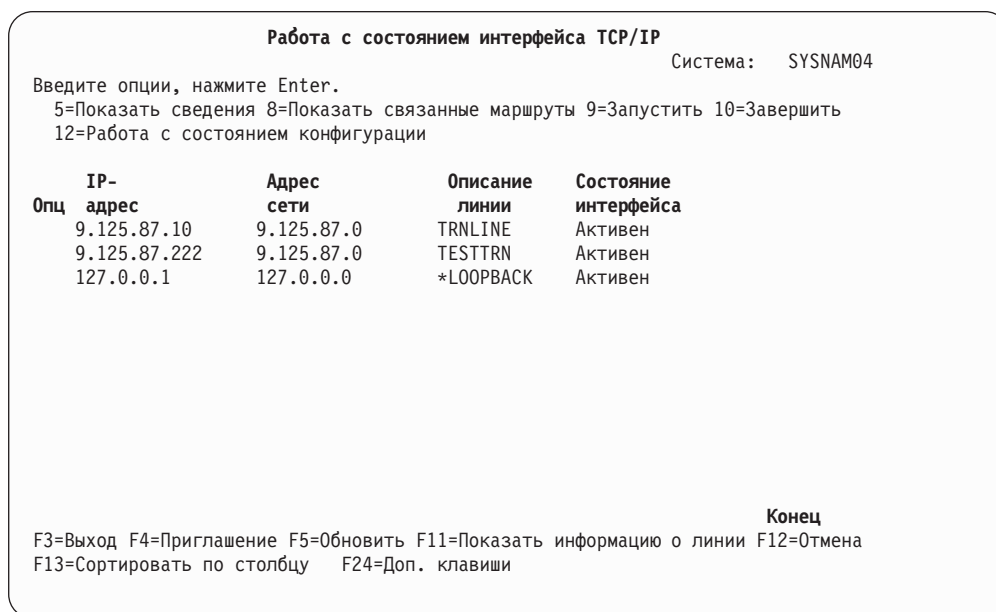 Работа с состоянием интерфейса TCP/IP
Система: SYSNAM04
Введите опции, нажмите Enter.
5=Показать сведения 8=Показать связанные маршруты 9=Запустить 10=Завершить
12=Работа с состоянием конфигурации
IP- Адрес Описание Состояние
Опц адрес сети линии интерфейса
9.125.87.10 9.125.87.0 TRNLINE Активен
9.125.87.222 9.125.87.0 TESTTRN Активен
127.0.0.1 127.0.0.0 *LOOPBACK Активен
Конец
F3=Выход F4=Приглашение F5=Обновить F11=Показать информацию о линии F12=Отмена
F13=Сортировать по столбцу F24=Доп. клавиши